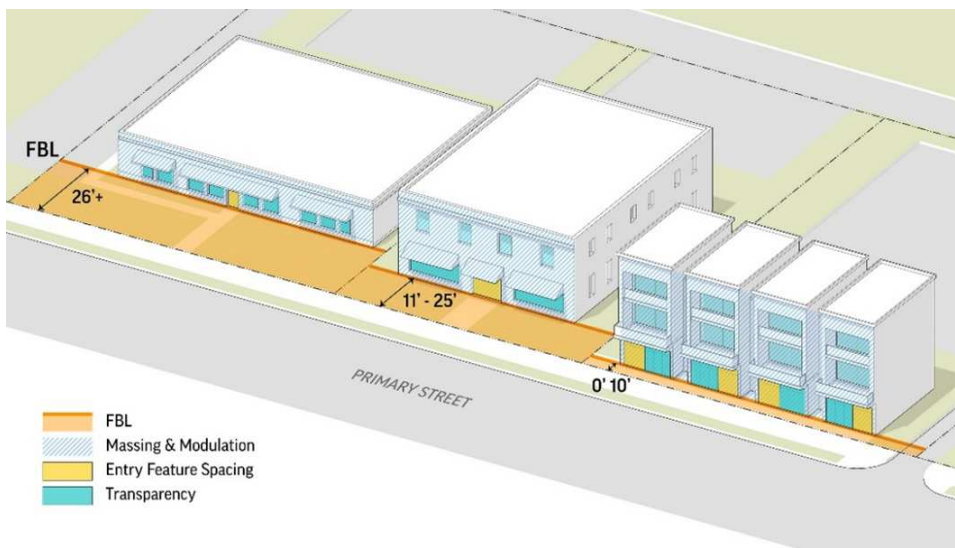 FBL
26'+
11' - 25'
0' 10'
PRIMARY STREET
FBL
Massing & Modulation
Entry Feature Spacing
Transparency